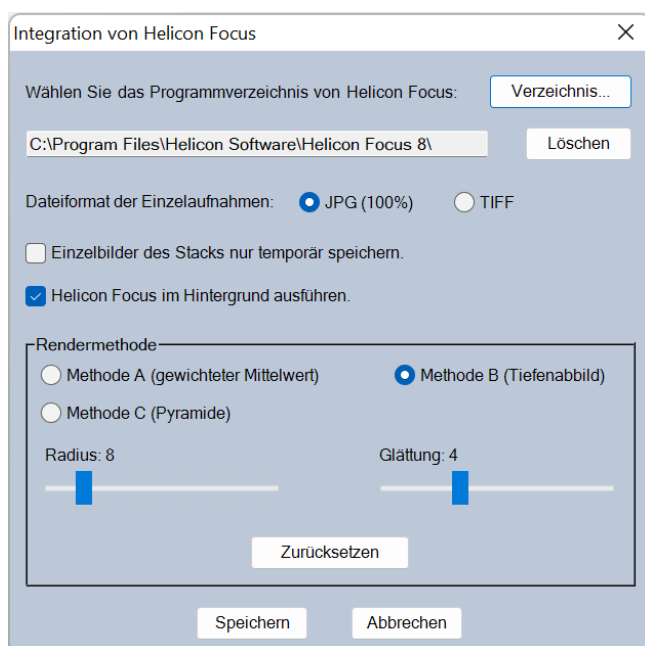 Integration von Helicon Focus
Wählen Sie das Programmverzeichnis von Helicon Focus: Verzeichnis...
C:\Program Files\Helicon Software\Helicon Focus 8\ Löschen
Dateiformat der Einzelaufnahmen: JPG (100%) TIFF
Einzelbilder des Stacks nur temporär speichern.
Helicon Focus im Hintergrund ausführen.
Rendermethode
Methode A (gewichteter Mittelwert) Methode B (Tiefenabbild)
Methode C (Pyramide)
Radius: 8 Glättung: 4
Zurücksetzen
Speichern Abbrechen